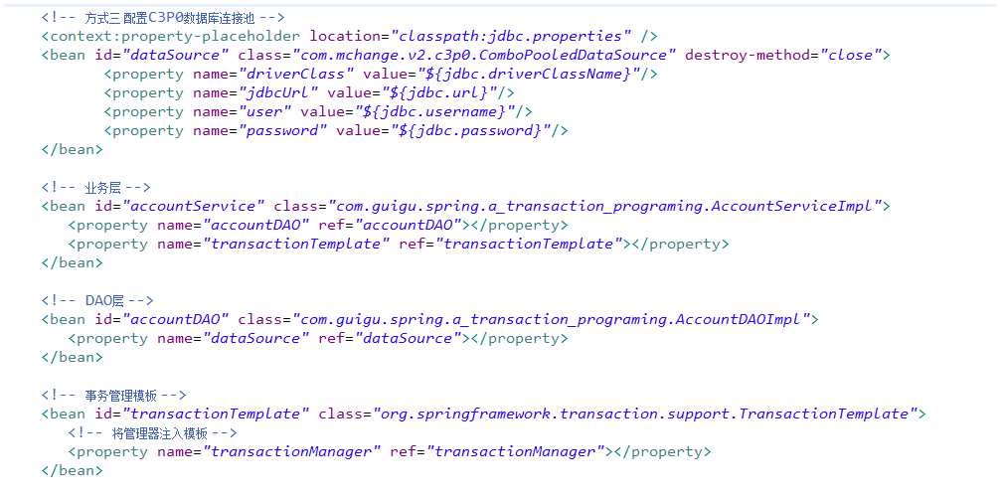 <!-- 方式三 配置C3P0数据库连接池 -->
<context:property-placeholder location="classpath:jdbc.properties" />
<bean id="dataSource" class="com.mchange.v2.c3p0.ComboPooledDataSource" destroy-method="close">
<property name="driverClass" value="${jdbc.driverClassName}"/>
<property name="jdbcUrl" value="${jdbc.url}"/>
<property name="user" value="${jdbc.username}"/>
<property name="password" value="${jdbc.password}"/>
</bean>
<!-- 业务层 -->
<bean id="accountService" class="com.guigu.spring.a_transaction_programing.AccountServiceImpl">
<property name="accountDAO" ref="accountDAO"></property>
<property name="transactionTemplate" ref="transactionTemplate"></property>
</bean>
<!-- DAO层 -->
<bean id="accountDAO" class="com.guigu.spring.a_transaction_programing.AccountDAOImpl">
<property name="dataSource" ref="dataSource"></property>
</bean>
<!-- 事务管理模板 -->
<bean id="transactionTemplate" class="org.springframework.transaction.support.TransactionTemplate">
<!-- 将管理器注入模板 -->
<property name="transactionManager" ref="transactionManager"></property>
</bean>